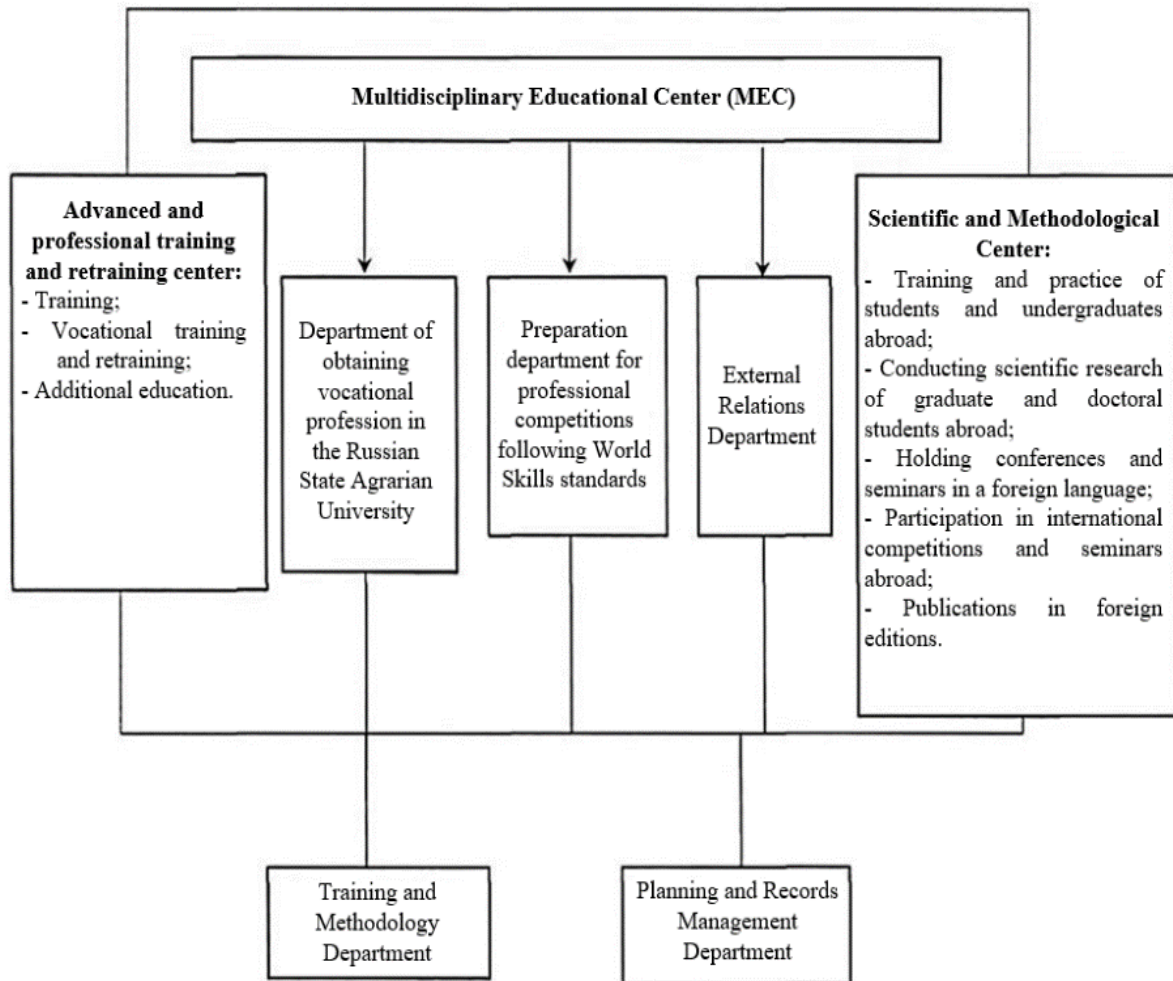 Multidisciplinary Educational Center (MEC)
Advanced and
professional training
and retraining center:
- Training;
- Vocational training
and retraining;
- Additional education.
Department of
obtaining
vocational
profession in
the Russian
State Agrarian
University
Preparation
department for
professional
competitions
following World
Skills standards
External
Relations
Department
Scientific and Methodological
Center:
- Training and practice of
students and undergraduates
abroad;
- Conducting scientific research
of graduate and doctoral
students abroad;
- Holding conferences and
seminars in a foreign language;
- Participation in international
competitions and seminars
abroad;
- Publications in foreign
editions.
Training and
Methodology
Department
Planning and Records
Management
Department